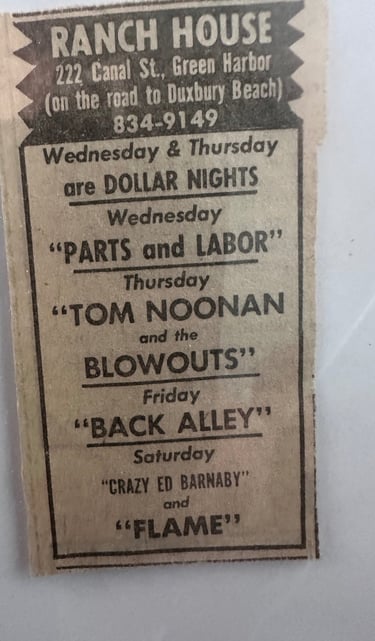 RANCH HOUSE
222 Canal St., Green Harbor
(on the road to Duxbury Beach)
834-9149
Wednesday & Thursday
are DOLLAR NIGHTS
Wednesday
“PARTS and LABOR”
Thursday
“TOM NOONAN
and the
BLOWOUTS”
Friday
“BACK ALLEY”
Saturday
“CRAZY ED BARNABY”
and
“FLAME”